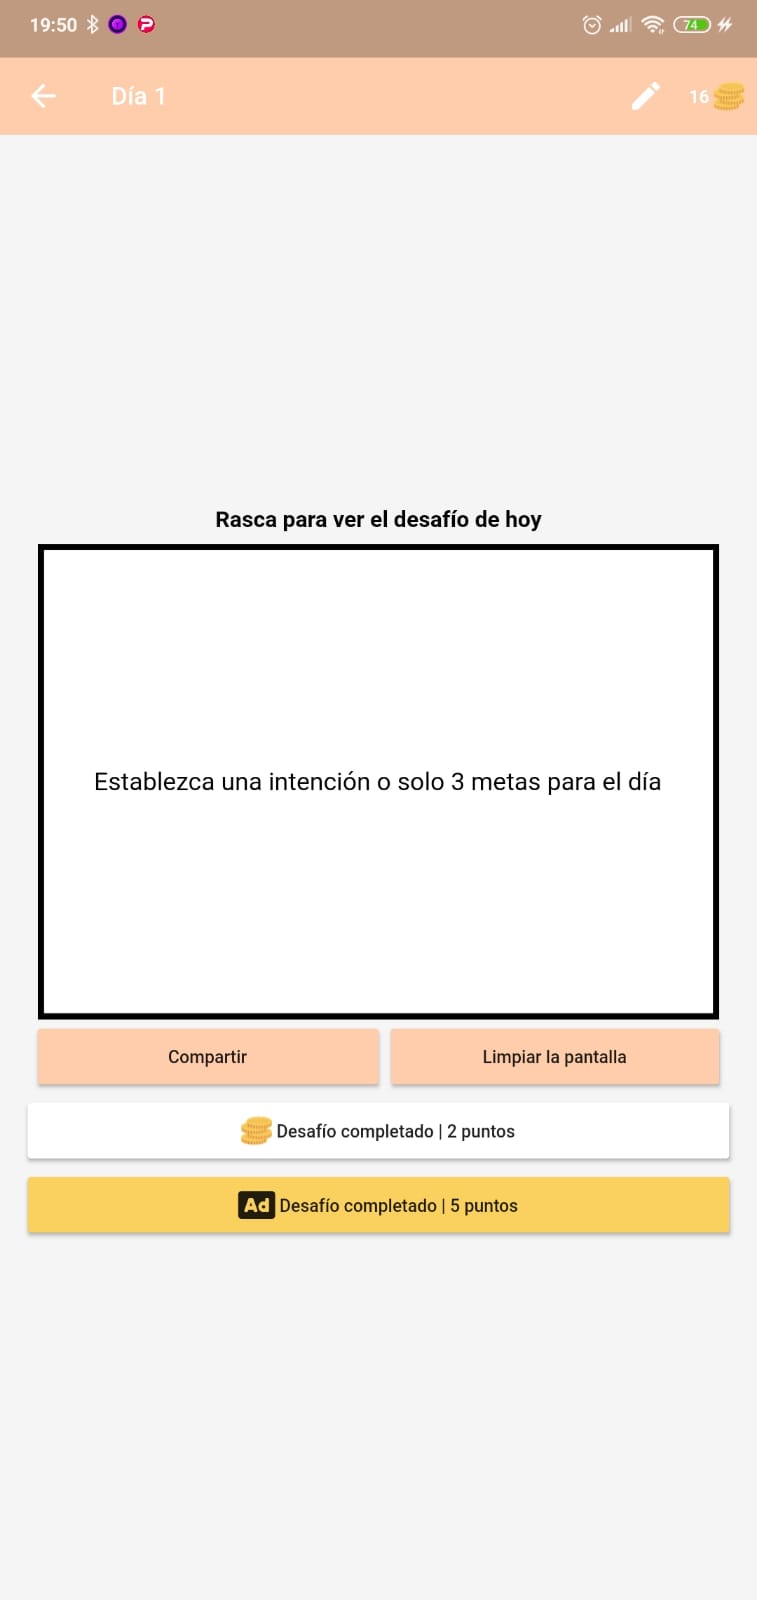 19:50
74
Día 1
16
Rasca para ver el desafío de hoy
Establezca una intención o solo 3 metas para el día
Compartir
Limpiar la pantalla
Desafío completado | 2 puntos
Ad Desafío completado | 5 puntos